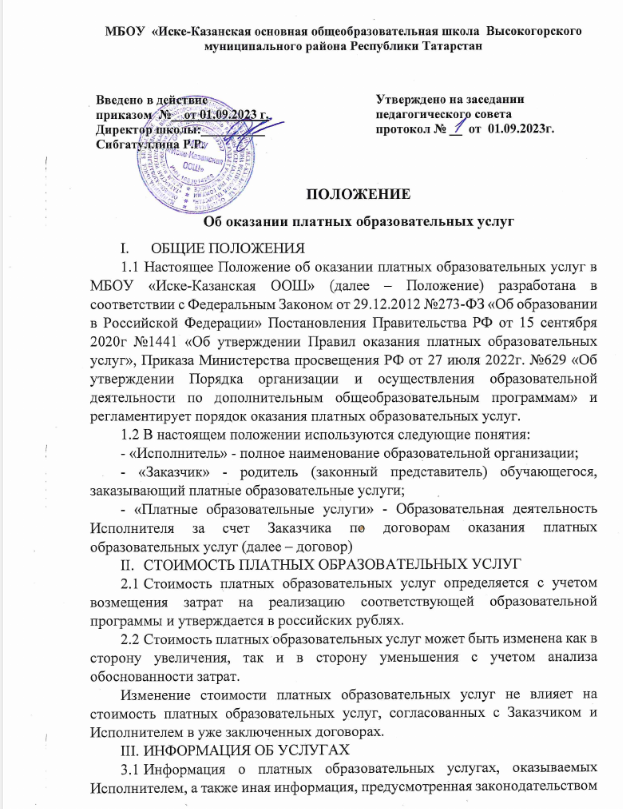 МБОУ «Иске-Казанская основная общеобразовательная школа Высокогорского
муниципального района Республики Татарстан
Введено в действие
приказом № от 01.09.2023 г.
Директор школы:
Сибгатуллина Р.Р.
Иске-Казанская
ОСШ»
Утверждено на заседании
педагогического совета
протокол № 1 от 01.09.2023г.
ПОЛОЖЕНИЕ
Об оказании платных образовательных услуг
I. ОБЩИЕ ПОЛОЖЕНИЯ
1.1 Настоящее Положение об оказании платных образовательных услуг в
МБОУ «Иске-Казанская ООШ» (далее – Положение) разработана в
соответствии с Федеральным Законом от 29.12.2012 №273-ФЗ «Об образовании
в Российской Федерации» Постановления Правительства РФ от 15 сентября
2020г №1441 «Об утверждении Правил оказания платных образовательных
услуг», Приказа Министерства просвещения РФ от 27 июля 2022г. №629 «Об
утверждении Порядка организации и осуществления образовательной
деятельности по дополнительным общеобразовательным программам» и
регламентирует порядок оказания платных образовательных услуг.
1.2 В настоящем положении используются следующие понятия:
- «Исполнитель» - полное наименование образовательной организации;
- «Заказчик» - родитель (законный представитель) обучающегося,
заказывающий платные образовательные услуги;
- «Платные образовательные услуги» - Образовательная деятельность
Исполнителя за счет Заказчика по договорам оказания платных
образовательных услуг (далее – договор)
II. СТОИМОСТЬ ПЛАТНЫХ ОБРАЗОВАТЕЛЬНЫХ УСЛУГ
2.1 Стоимость платных образовательных услуг определяется с учетом
возмещения затрат на реализацию соответствующей образовательной
программы и утверждается в российских рублях.
2.2 Стоимость платных образовательных услуг может быть изменена как в
сторону увеличения, так и в сторону уменьшения с учетом анализа
обоснованности затрат.
Изменение стоимости платных образовательных услуг не влияет на
стоимость платных образовательных услуг, согласованных с Заказчиком и
Исполнителем в уже заключенных договорах.
III. ИНФОРМАЦИЯ ОБ УСЛУГАХ
3.1 Информация о платных образовательных услугах, оказываемых
Исполнителем, а также иная информация, предусмотренная законодательством